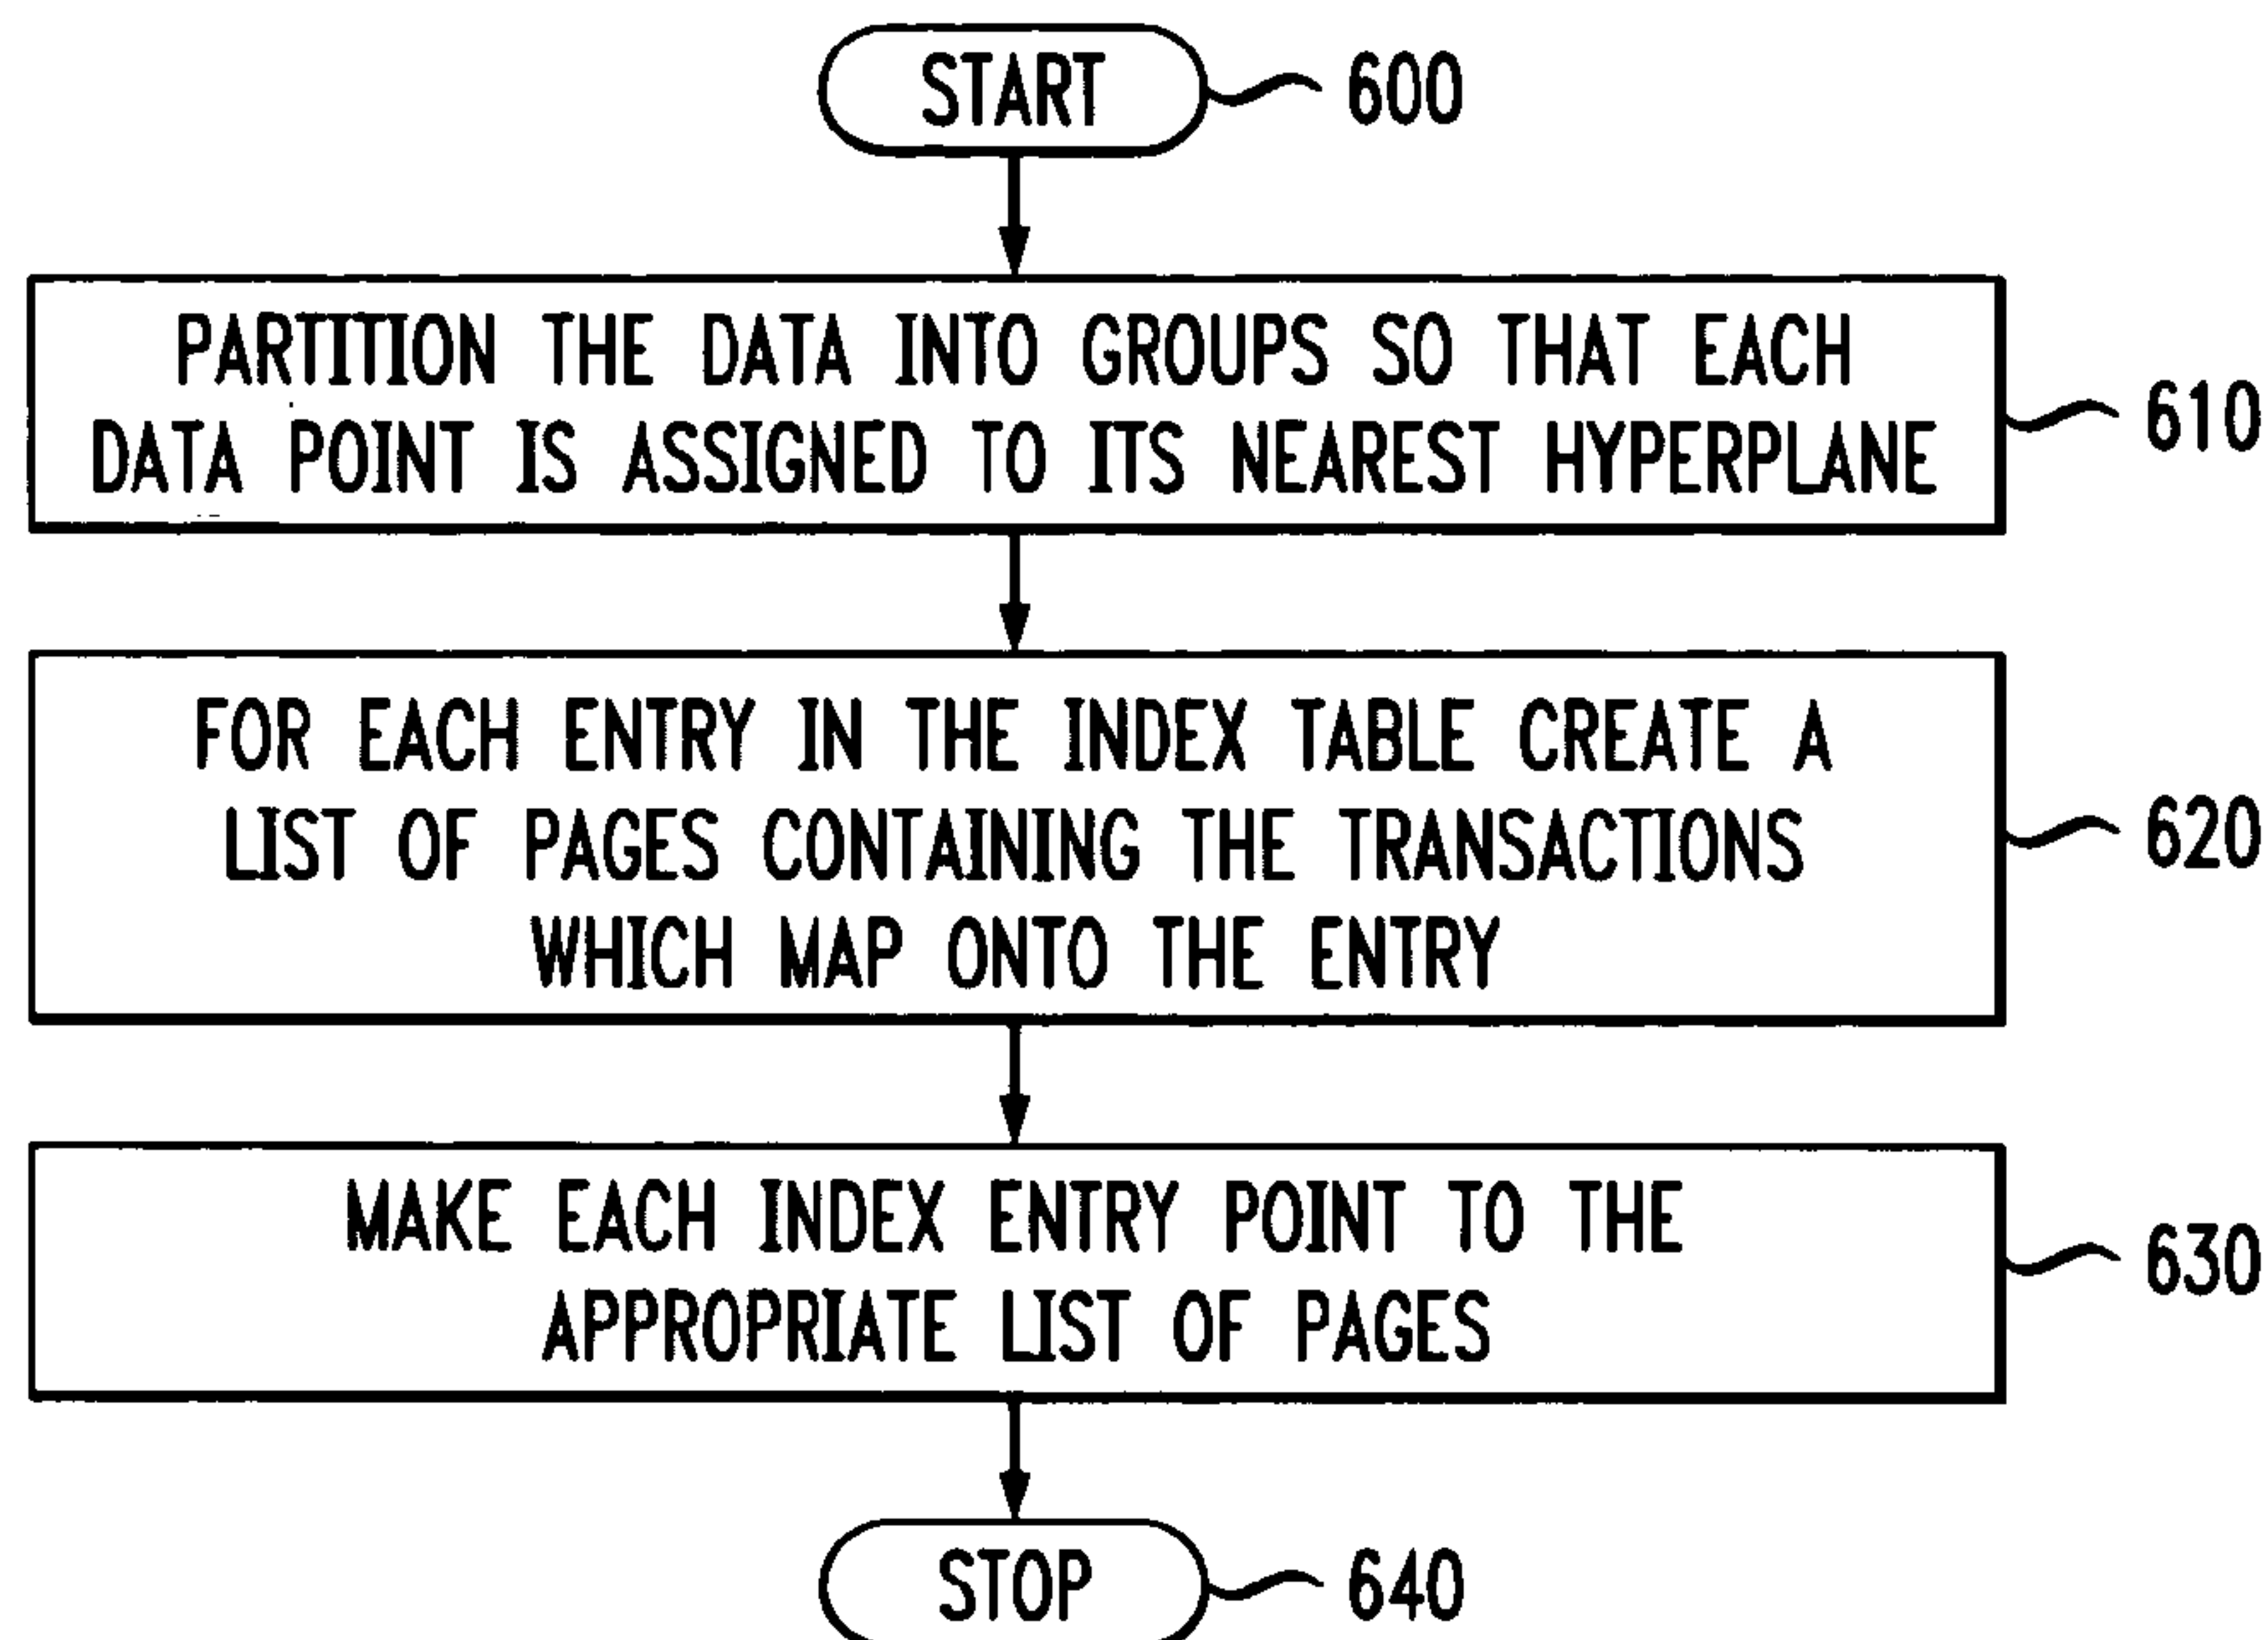 START
600
PARTITION THE DATA INTO GROUPS SO THAT EACH
DATA POINT IS ASSIGNED TO ITS NEAREST HYPERPLANE
610
FOR EACH ENTRY IN THE INDEX TABLE CREATE A
LIST OF PAGES CONTAINING THE TRANSACTIONS
WHICH MAP ONTO THE ENTRY
620
MAKE EACH INDEX ENTRY POINT TO THE
APPROPRIATE LIST OF PAGES
630
STOP
640